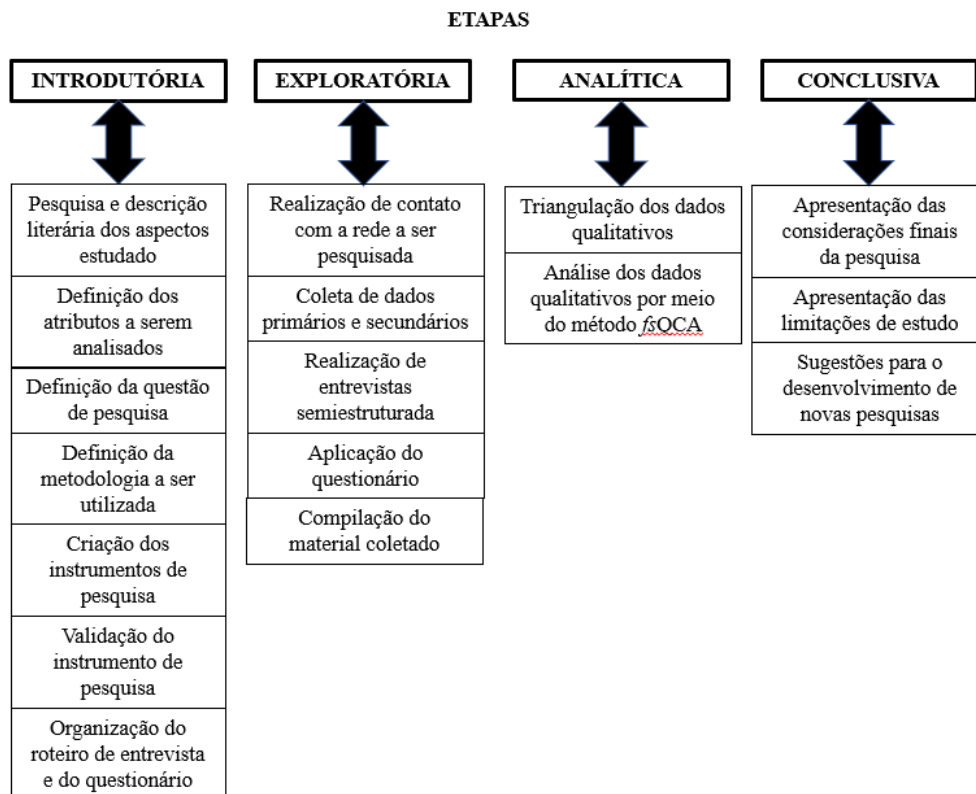 ETAPAS
INTRODUTÓRIA
Pesquisa e descrição
literária dos aspectos
estudado
Definição dos
atributos a serem
analisados
Definição da questão
de pesquisa
Definição da
metodologia a ser
utilizada
Criação dos
instrumentos de
pesquisa
Validação do
instrumento de
pesquisa
Organização do
roteiro de entrevista
e do questionário
EXPLORATÓRIA
Realização de contato
com a rede a ser
pesquisada
Coleta de dados
primários e secundários
Realização de
entrevistas
semiestruturada
Aplicação do
questionário
Compilação do
material coletado
ANALÍTICA
Triangulação dos dados
qualitativos
Análise dos dados
qualitativos por meio
do método fsQCA
CONCLUSIVA
Apresentação das
considerações finais
da pesquisa
Apresentação das
limitações de estudo
Sugestões para o
desenvolvimento de
novas pesquisas